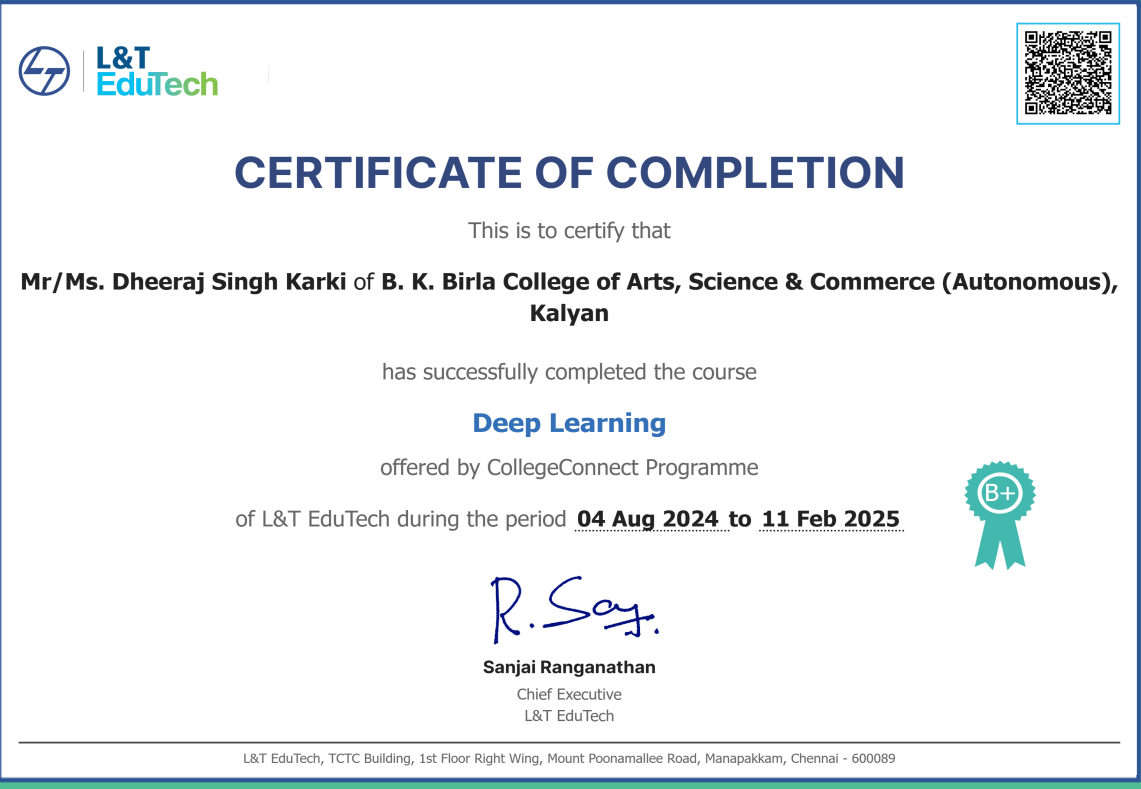 L&T
EduTech
CERTIFICATE OF COMPLETION
This is to certify that
Mr/Ms. Dheeraj Singh Karki of B. K. Birla College of Arts, Science & Commerce (Autonomous),
Kalyan
has successfully completed the course
Deep Learning
offered by CollegeConnect Programme
of L&T EduTech during the period 04 Aug 2024 to 11 Feb 2025
B+
R. Say.
Sanjai Ranganathan
Chief Executive
L&T EduTech
L&T EduTech, TCTC Building, 1st Floor Right Wing, Mount Poonamallee Road, Manapakkam, Chennai - 600089